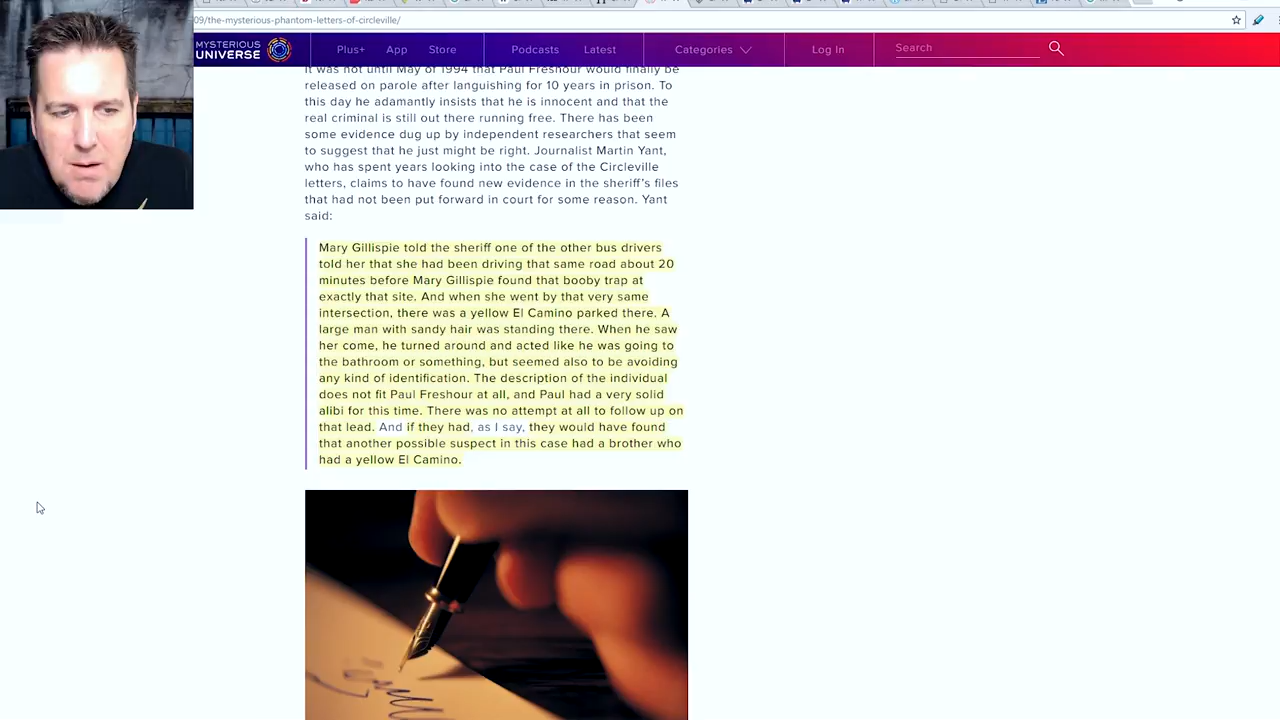 09/the-mysterious-phantom-letters-of-circleville/
MYSTERIOUS
UNIVERSE
Plus+ App Store Podcasts Latest Categories Log In Search
It was not until May of 1994 that Paul Freshour would finally be
released on parole after languishing for 10 years in prison. To
this day he adamantly insists that he is innocent and that the
real criminal is still out there running free. There has been
some evidence dug up by independent researchers that seem
to suggest that he just might be right. Journalist Martin Yant,
who has spent years looking into the case of the Circleville
letters, claims to have found new evidence in the sheriff's files
that had not been put forward in court for some reason. Yant
said:
Mary Gillispie told the sheriff one of the other bus drivers
told her that she had been driving that same road about 20
minutes before Mary Gillispie found that booby trap at
exactly that site. And when she went by that very same
intersection, there was a yellow El Camino parked there. A
large man with sandy hair was standing there. When he saw
her come, he turned around and acted like he was going to
the bathroom or something, but seemed also to be avoiding
any kind of identification. The description of the individual
does not fit Paul Freshour at all, and Paul had a very solid
alibi for this time. There was no attempt at all to follow up on
that lead. And if they had, as I say, they would have found
that another possible suspect in this case had a brother who
had a yellow El Camino.